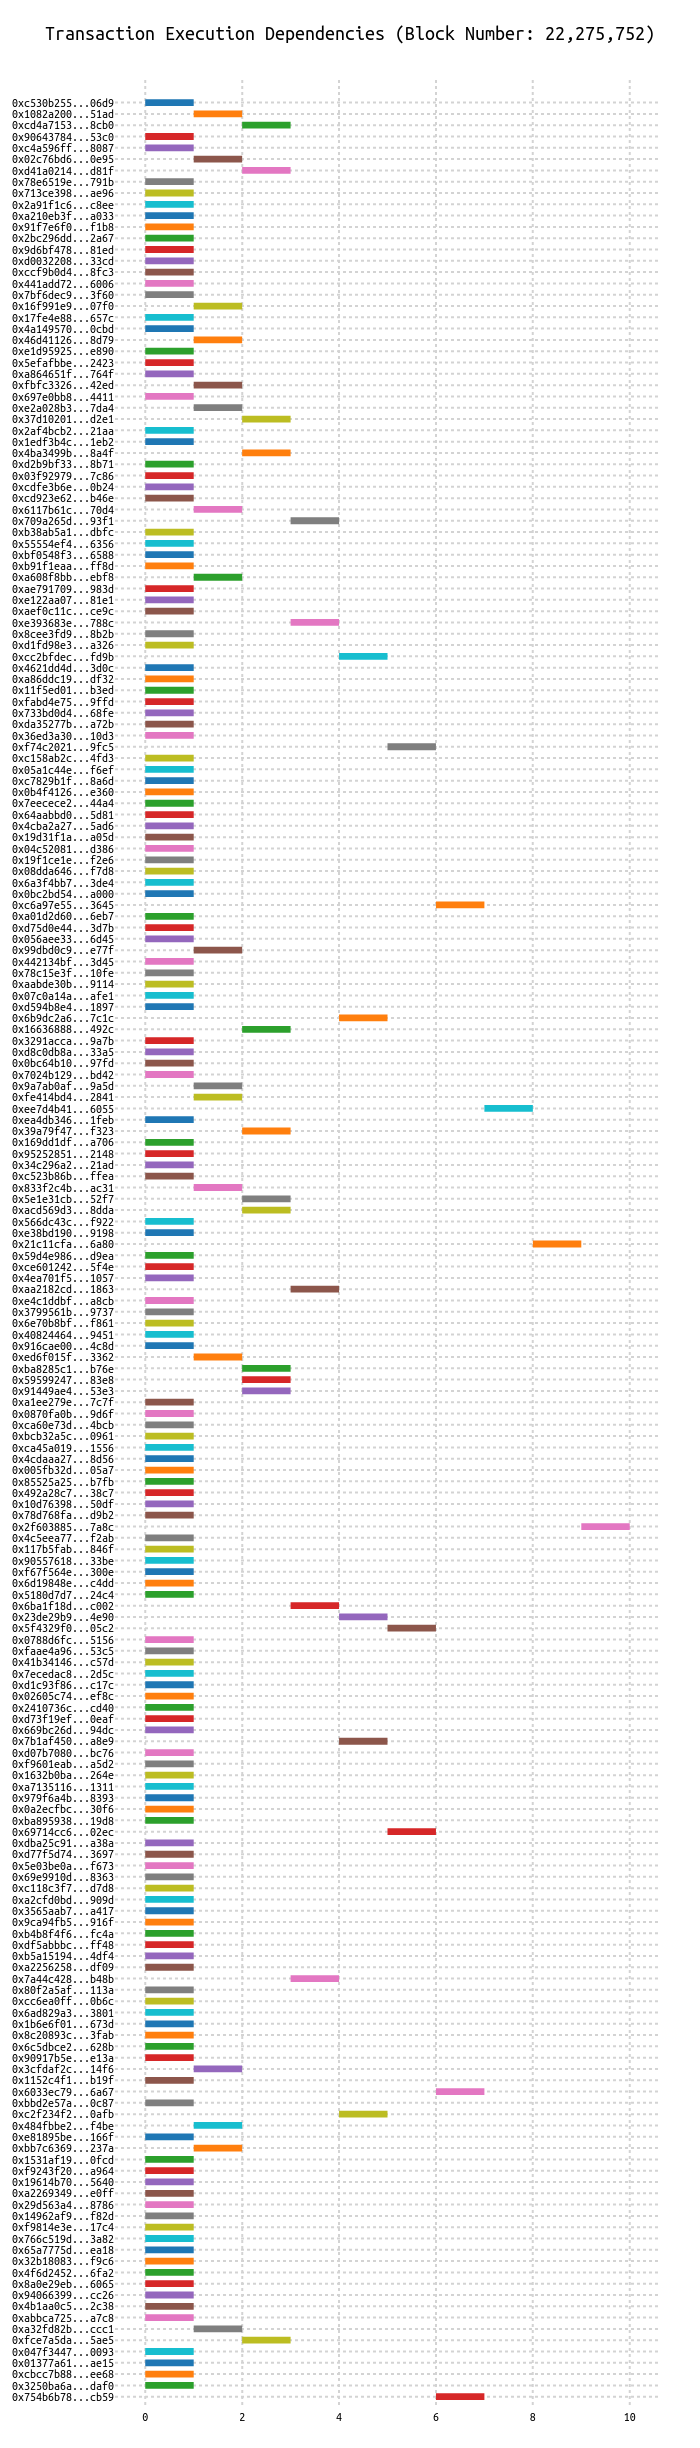 Transaction Execution Dependencies (Block Number: 22,275,752)
0xc530b255...06d9
0x1082a200...51ad
0xcd4a7153...8cb0
0x90643784...53c0
0xc4a596ff...8087
0x02c76bd6...0e95
0xd41a0214...d81f
0x78e6519e...791b
0x713ce398...ae96
0x2a91f1c6...c8ee
0xa210eb3f...a033
0x91f7e6f0...f1b8
0x2bc296dd...2a67
0x9d6bf478...81ed
0xd0032208...33cd
0xccf9b0d4...8fc3
0x441add72...6006
0x7bf6dec9...3f60
0x16f991e9...07f0
0x17fe4e88...657c
0x4a149570...0cbd
0x46d41126...8d79
0xe1d95925...e890
0x5efafbbe...2423
0xa864651f...764f
0xfbfc3326...42ed
0x697e0bb8...4411
0xe2a028b3...7da4
0x37d10201...d2e1
0x2af4bcb2...21aa
0x1edf3b4c...1eb2
0x4ba3499b...8a4f
0xd2b9bf33...8b71
0x03f92979...7c86
0xcdfe3b6e...0b24
0xcd923e62...b46e
0x6117b61c...70d4
0x709a265d...93f1
0xb38ab5a1...dbfc
0x55554ef4...6356
0xbf0548f3...6588
0xb91f1eaa...ff8d
0xa608f8bb...ebf8
0xae791709...983d
0xe122aa07...81e1
0xaef0c11c...ce9c
0xe393683e...788c
0x8cee3fd9...8b2b
0xd1fd98e3...a326
0xcc2bfdec...fd9b
0x4621dd4d...3d0c
0xa86ddc19...df32
0x11f5ed01...b3ed
0xfabd4e75...9ffd
0x733bd0d4...68fe
0xda35277b...a72b
0x36ed3a30...10d3
0xf74c2021...9fc5
0xc158ab2c...4fd3
0x05a1c44e...f6ef
0xc7829b1f...8a6d
0x0b4f4126...e360
0x7eecece2...44a4
0x64aabbd0...5d81
0x4cba2a27...5ad6
0x19d31f1a...a05d
0x04c52081...d386
0x19f1ce1e...f2e6
0x08dda646...f7d8
0x6a3f4bb7...3de4
0x0bc2bd54...a000
0xc6a97e55...3645
0xa01d2d60...6eb7
0xd75d0e44...3d7b
0x056aee33...6d45
0x99dbd0c9...e77f
0x442134bf...3d45
0x78c15e3f...10fe
0xaabde30b...9114
0x07c0a14a...afe1
0xd594b8e4...1897
0x6b9dc2a6...7c1c
0x16636888...492c
0x3291acca...9a7b
0xd8c0db8a...33a5
0x0bc64b10...97fd
0x7024b129...bd42
0x9a7ab0af...9a5d
0xfe414bd4...2841
0xee7d4b41...6055
0xea4db346...1feb
0x39a79f47...f323
0x169dd1df...a706
0x95252851...2148
0x34c296a2...21ad
0xc523b86b...ffea
0x833f2c4b...ac31
0x5e1e31cb...52f7
0xacd569d3...8dda
0x566dc43c...f922
0xe38bd190...9198
0x21c11cfa...6a80
0x59d4e986...d9ea
0xce601242...5f4e
0x4ea701f5...1057
0xaa2182cd...1863
0xe4c1ddbf...a8cb
0x3799561b...9737
0x6e70b8bf...f861
0x40824464...9451
0x916cae00...4c8d
0xed6f015f...3362
0xba8285c1...b76e
0x59599247...83e8
0x91449ae4...53e3
0xa1ee279e...7c7f
0x0870fa0b...9d6f
0xca60e73d...4bcb
0xbcb32a5c...0961
0xca45a019...1556
0x4cdaaa27...8d56
0x005fb32d...05a7
0x85525a25...b7fb
0x492a28c7...38c7
0x10d76398...50df
0x78d768fa...d9b2
0x2f603885...7a8c
0x4c5eea77...f2ab
0x117b5fab...846f
0x90557618...33be
0xf67f564e...300e
0x6d19848e...c4dd
0x5180d7d7...24c4
0x6ba1f18d...c002
0x23de29b9...4e90
0x5f4329f0...05c2
0x0788d6fc...5156
0xfaae4a96...53c5
0x41b34146...c57d
0x7ecedac8...2d5c
0xd1c93f86...c17c
0x02605c74...ef8c
0x2410736c...cd40
0xd73f19ef...0eaf
0x669bc26d...94dc
0x7b1af450...a8e9
0xd07b7080...bc76
0xf9601eab...a5d2
0x1632b0ba...264e
0xa7135116...1311
0x979f6a4b...8393
0x0a2ecfbc...30f6
0xba895938...19d8
0x69714cc6...02ec
0xdba25c91...a38a
0xd77f5d74...3697
0x5e03be0a...f673
0x69e9910d...8363
0xc118c3f7...d7d8
0xa2cfd0bd...909d
0x3565aab7...a417
0x9ca94fb5...916f
0xb4b8f4f6...fc4a
0xdf5abbbc...ff48
0xb5a15194...4df4
0xa2256258...df09
0x7a44c428...b48b
0x80f2a5af...113a
0xcc6ea0ff...0b6c
0x6ad829a3...3801
0x1b6e6f01...673d
0x8c20893c...3fab
0x6c5dbce2...628b
0x90917b5e...e13a
0x3cfdaf2c...14f6
0x1152c4f1...b19f
0x6033ec79...6a67
0xbbd2e57a...0c87
0xc2f234f2...0afb
0x484fbbe2...f4be
0xe81895be...166f
0xbb7c6369...237a
0x1531af19...0fcd
0xf9243f20...a964
0x19614b70...5640
0xa2269349...e0ff
0x29d563a4...8786
0x14962af9...f82d
0xf9814e3e...17c4
0x766c519d...3a82
0x65a7775d...ea18
0x32b18083...f9c6
0x4f6d2452...6fa2
0x8a0e29eb...6065
0x94066399...cc26
0x4b1aa0c5...2c38
0xabbca725...a7c8
0xa32fd82b...ccc1
0xfce7a5da...5ae5
0x047f3447...0093
0x01377a61...ae15
0xcbcc7b88...ee68
0x3250ba6a...daf0
0x754b6b78...cb59
0 2 4 6 8 10